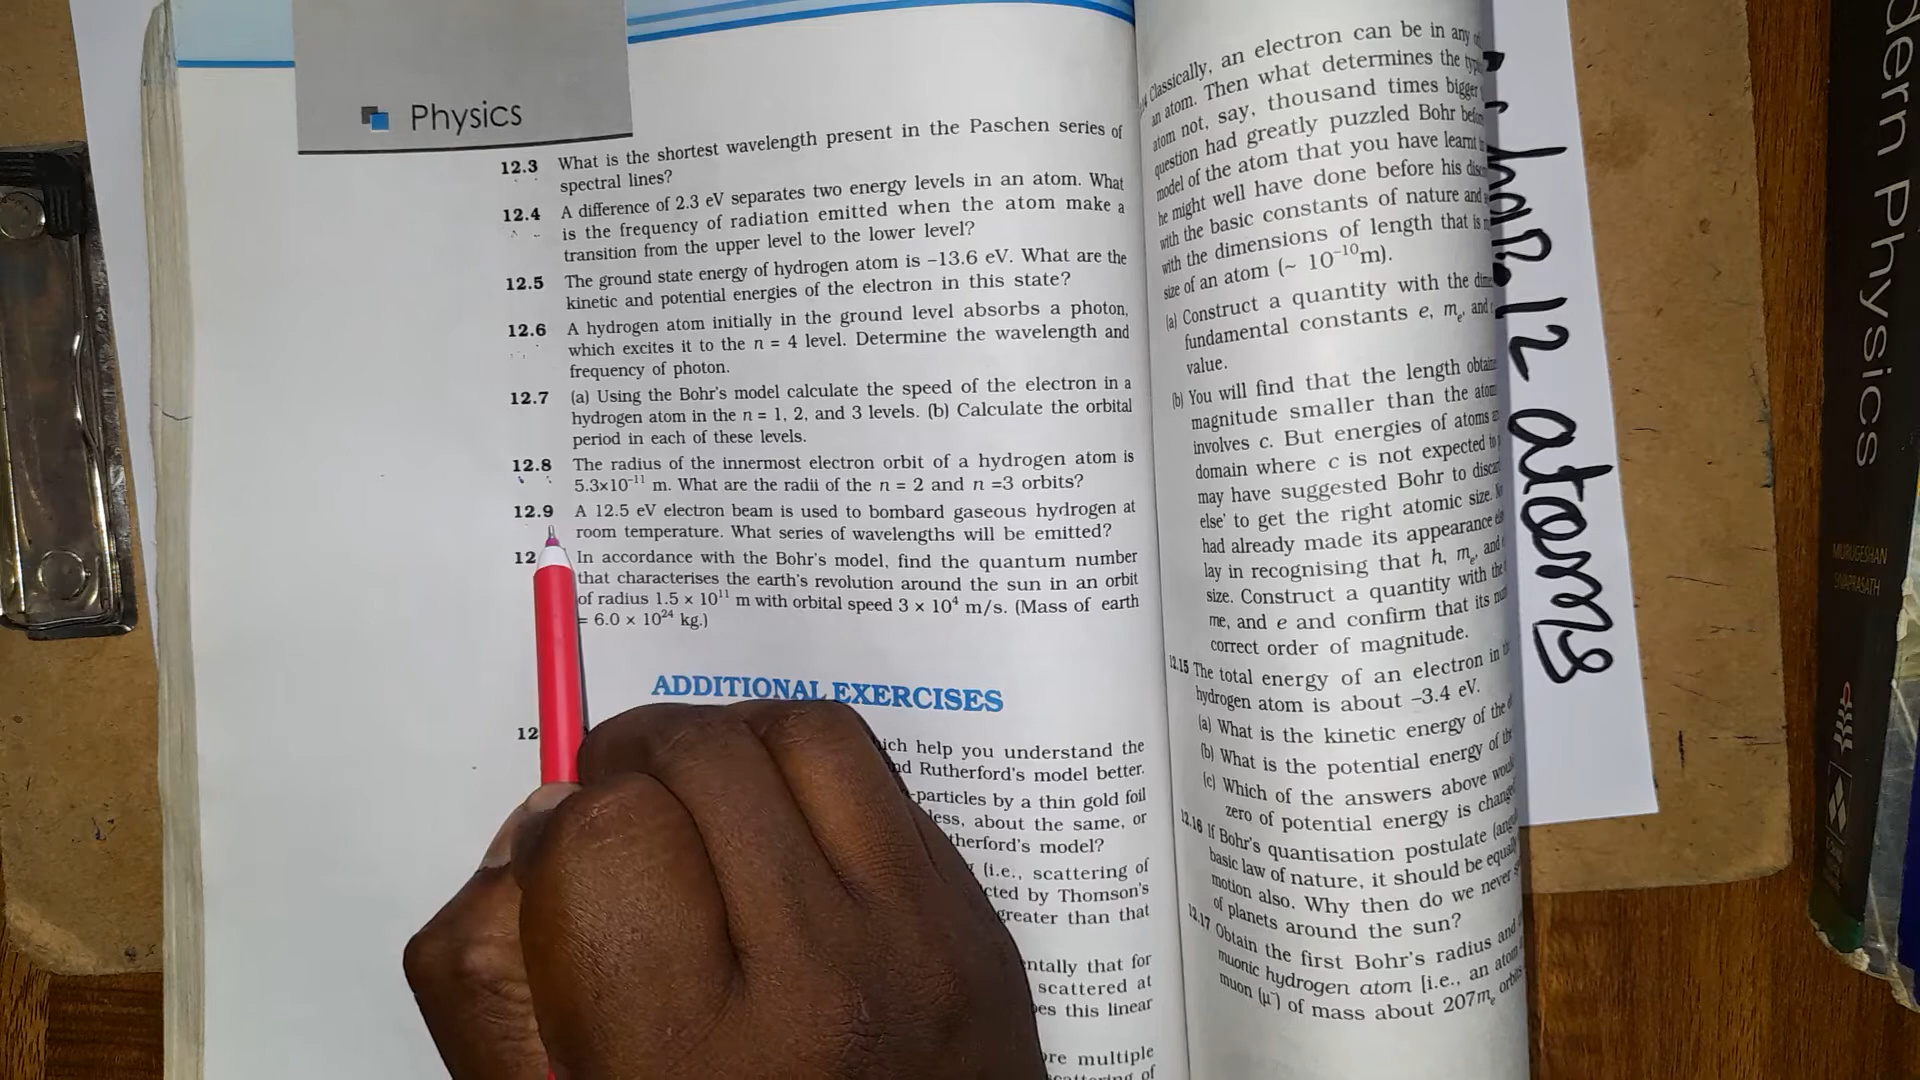 Physics
12.3 What is the shortest wavelength present in the Paschen series of
spectral lines?
12.4 A difference of 2.3 eV separates two energy levels in an atom. What
is the frequency of radiation emitted when the atom make a
transition from the upper level to the lower level?
12.5 The ground state energy of hydrogen atom is −13.6 eV. What are the
kinetic and potential energies of the electron in this state?
12.6 A hydrogen atom initially in the ground level absorbs a photon,
which excites it to the n = 4 level. Determine the wavelength and
frequency of photon.
12.7 (a) Using the Bohr's model calculate the speed of the electron in a
hydrogen atom in the n = 1, 2, and 3 levels. (b) Calculate the orbital
period in each of these levels.
12.8 The radius of the innermost electron orbit of a hydrogen atom is
5.3×10⁻¹¹ m. What are the radii of the n = 2 and n =3 orbits?
12.9 A 12.5 eV electron beam is used to bombard gaseous hydrogen at
room temperature. What series of wavelengths will be emitted?
12 In accordance with the Bohr's model, find the quantum number
that characterises the earth's revolution around the sun in an orbit
of radius 1.5 × 10¹¹ m with orbital speed 3 × 10⁴ m/s. (Mass of earth
= 6.0 × 10²⁴ kg.)
ADDITIONAL EXERCISES
12 help you understand the
Rutherford's model better.
particles by a thin gold foil
less, about the same, or
model?
(i.e., scattering of
by Thomson's
greater than that
that for
scattered at
this linear
multiple
of
Classically, an electron can be in any
an atom. Then what determines the
atom not, say, thousand times bigger
question had greatly puzzled Bohr
model of the atom that you have learnt
he might well have done before his
with the basic constants of nature and
with the dimensions of length that is
size of an atom (~ 10⁻¹⁰m).
(a) Construct a quantity with the
fundamental constants e, mₑ, and
value.
(b) You will find that the length
magnitude smaller than the
involves c. But energies of atoms
domain where c is not expected to
may have suggested Bohr to
else' to get the right atomic size.
had already made its appearance
lay in recognising that h, mₑ, and
size. Construct a quantity with the
me, and e and confirm that its
correct order of magnitude.
12.15 The total energy of an electron in
hydrogen atom is about −3.4 eV.
(a) What is the kinetic energy of the
(b) What is the potential energy of the
(c) Which of the answers above
zero of potential energy is
12.16 If Bohr's quantisation postulate
basic law of nature, it should be
motion also. Why then do we never
of planets around the sun?
12.17 Obtain the first Bohr's radius and
muonic hydrogen atom [i.e., an atom
muon (μ⁻) of mass about 207mₑ orbits
12 atoms
Physics
MURUGESHAN
SIVAPRASATH